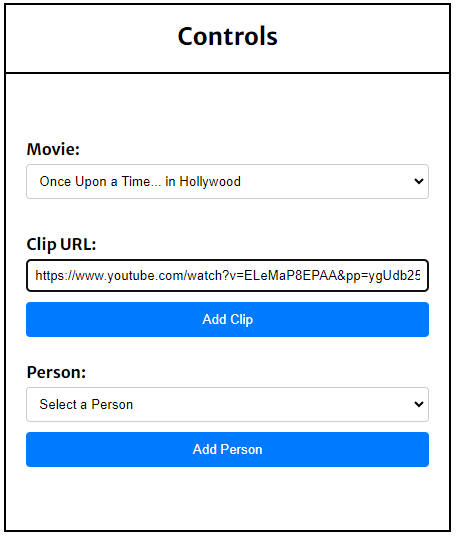 Controls
Movie:
Once Upon a Time... in Hollywood
Clip URL:
https://www.youtube.com/watch?v=ELeMaP8EPAA&pp=ygUdb25
Add Clip
Person:
Select a Person
Add Person